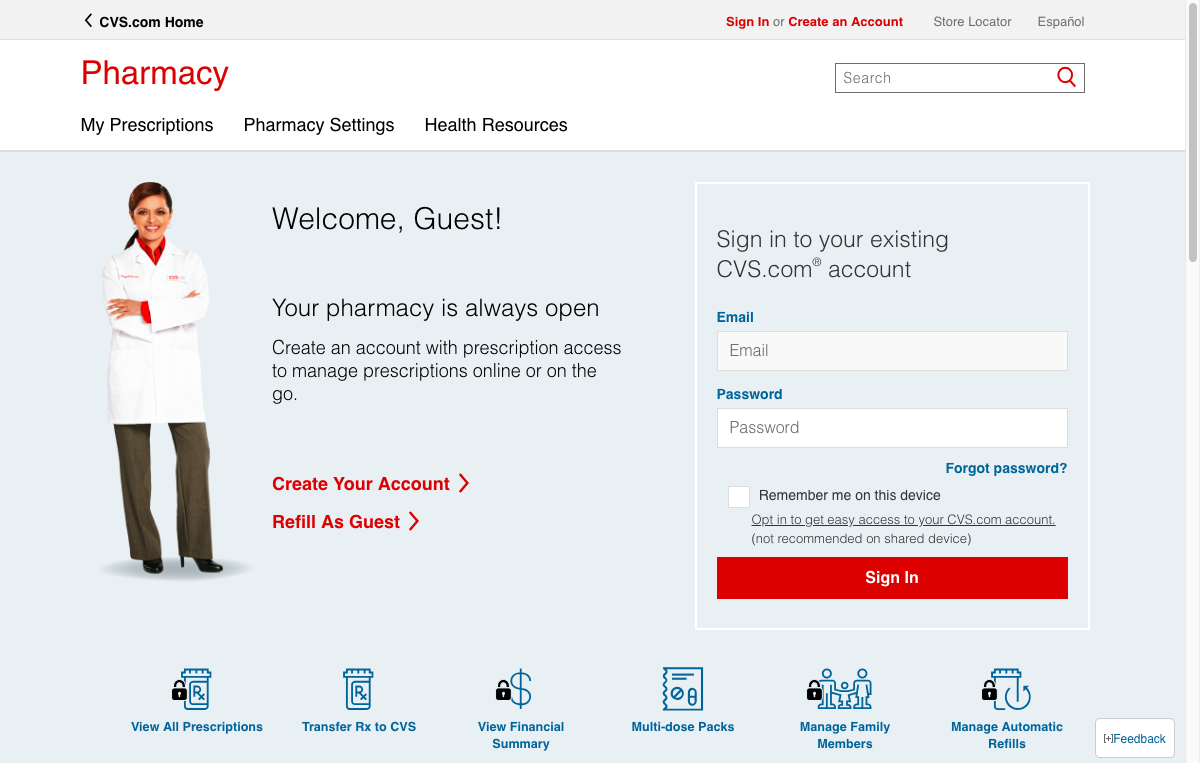 CVS.com Home
Sign In or Create an Account
Store Locator
Español
Pharmacy
Search
My Prescriptions
Pharmacy Settings
Health Resources
Welcome, Guest!
Your pharmacy is always open
Create an account with prescription access
to manage prescriptions online or on the
go.
Create Your Account
Refill As Guest
Sign in to your existing
CVS.com® account
Email
Email
Password
Password
Forgot password?
Remember me on this device
Opt in to get easy access to your CVS.com account.
(not recommended on shared device)
Sign In
View All Prescriptions
Transfer Rx to CVS
View Financial
Summary
Multi-dose Packs
Manage Family
Members
Manage Automatic
Refills
[+]Feedback